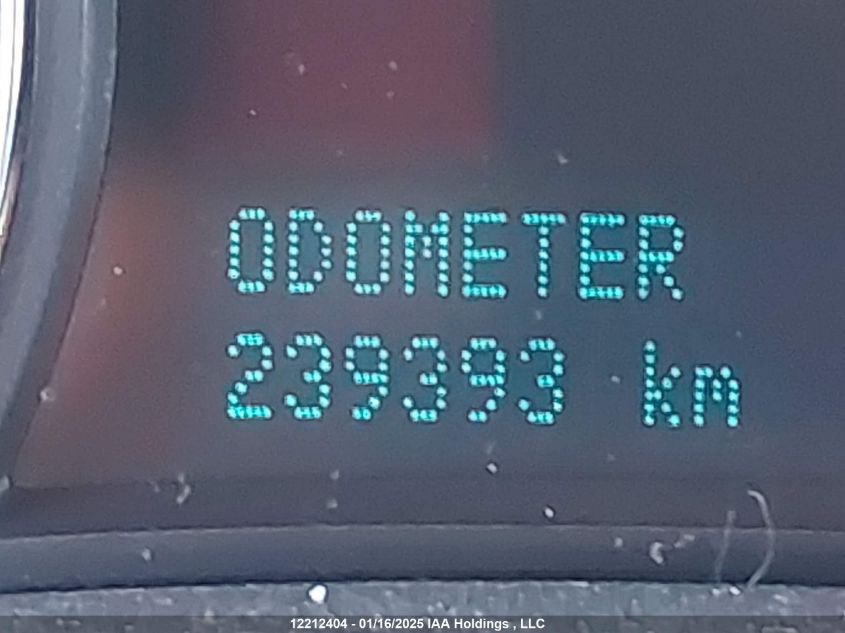 ODOMETER
239393 km
12212404 - 01/16/2025 IAA Holdings , LLC